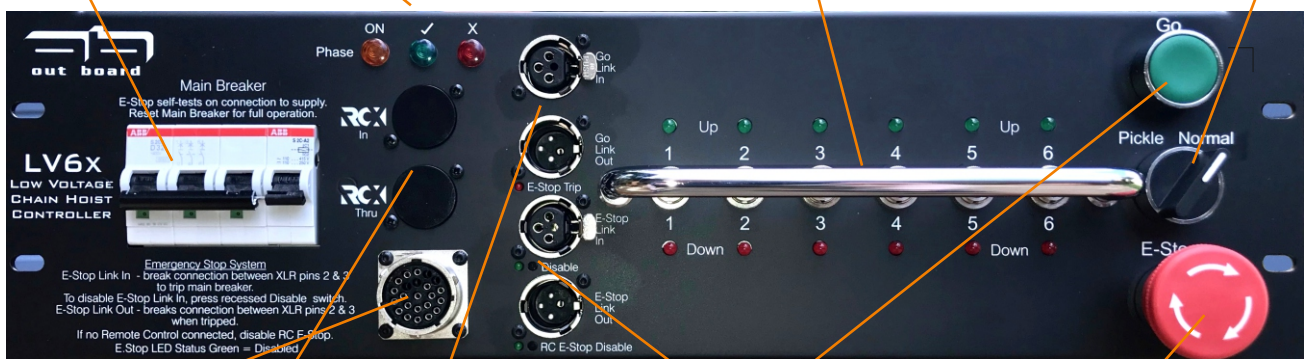 out board
Main Breaker
E-Stop self-tests on connection to supply.
Reset Main Breaker for full operation.
ABB ABB
LV6x
LOW VOLTAGE
CHAIN HOIST
CONTROLLER
Emergency Stop System
E-Stop Link In - break connection between XLR pins 2 & 3
to trip main breaker.
To disable E-Stop Link In, press recessed Disable switch.
E-Stop Link Out - breaks connection between XLR pins 2 & 3
when tripped.
If no Remote Control connected, disable RC E-Stop.
E.Stop LED Status Green = Disabled
ON ✓ X
Phase
RCX
In
RCX
Thru
Go
Link
In
Go
Link
Out
E-Stop Trip
E-Stop
Link
In
Disable
E-Stop
Link
Out
RC E-Stop Disable
Up Up
1 2 3 4 5 6
1 2 3 4 5 6
Down Down
Go
Pickle Normal